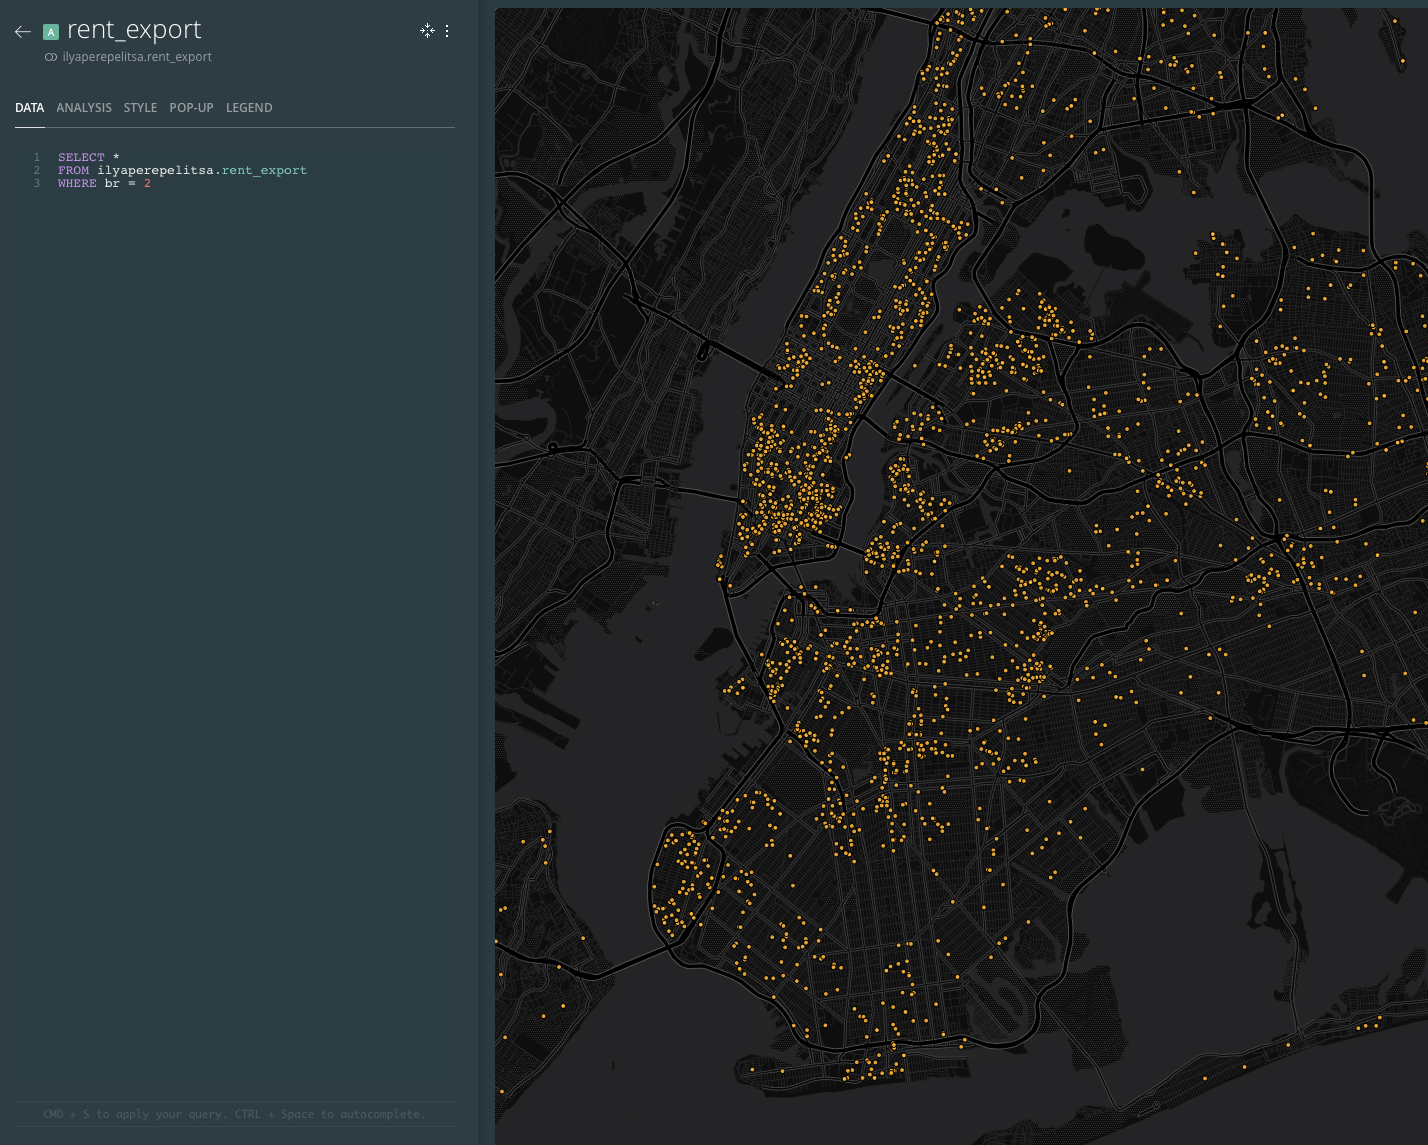 A rent_export
ilyaperepelitsa.rent_export
DATA ANALYSIS STYLE POP-UP LEGEND
1 SELECT *
2 FROM ilyaperepelitsa.rent_export
3 WHERE br = 2
CMD + S to apply your query. CTRL + Space to autocomplete.